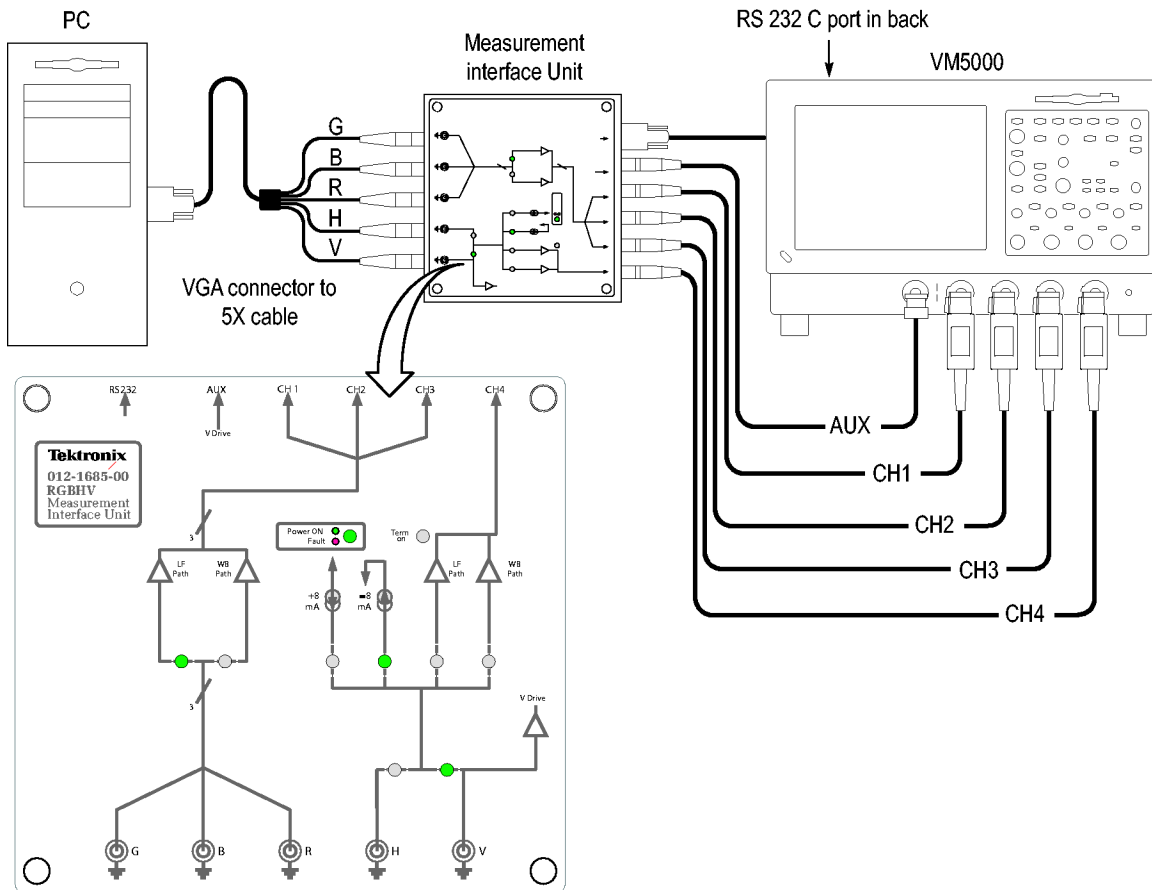 PC
RS 232 C port in back
Measurement
interface Unit
VM5000
G
B
R
H
V
VGA connector to
5X cable
AUX
CH1
CH2
CH3
CH4
RS232
AUX
CH 1
CH2
CH3
CH4
V Drive
Tektronix
012-1685-00
RGBHV
Measurement
Interface Unit
3
Power ON
Fault
Term
on
LF
Path
WB
Path
LF
Path
WB
Path
+8
mA
=8
mA
3
V Drive
G
B
R
H
V